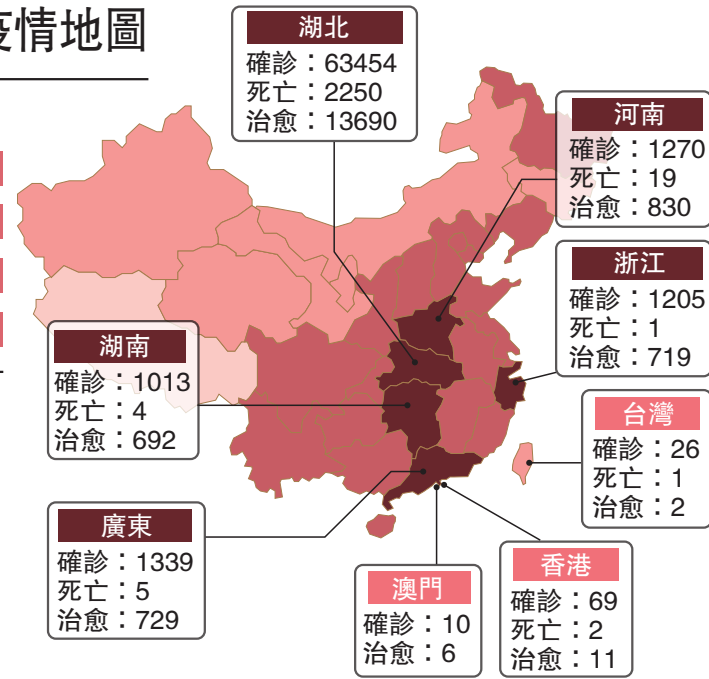 疫情地圖
湖北
確診：63454
死亡：2250
治愈：13690
河南
確診：1270
死亡：19
治愈：830
浙江
確診：1205
死亡：1
治愈：719
湖南
確診：1013
死亡：4
治愈：692
台灣
確診：26
死亡：1
治愈：2
廣東
確診：1339
死亡：5
治愈：729
澳門
確診：10
治愈：6
香港
確診：69
死亡：2
治愈：11